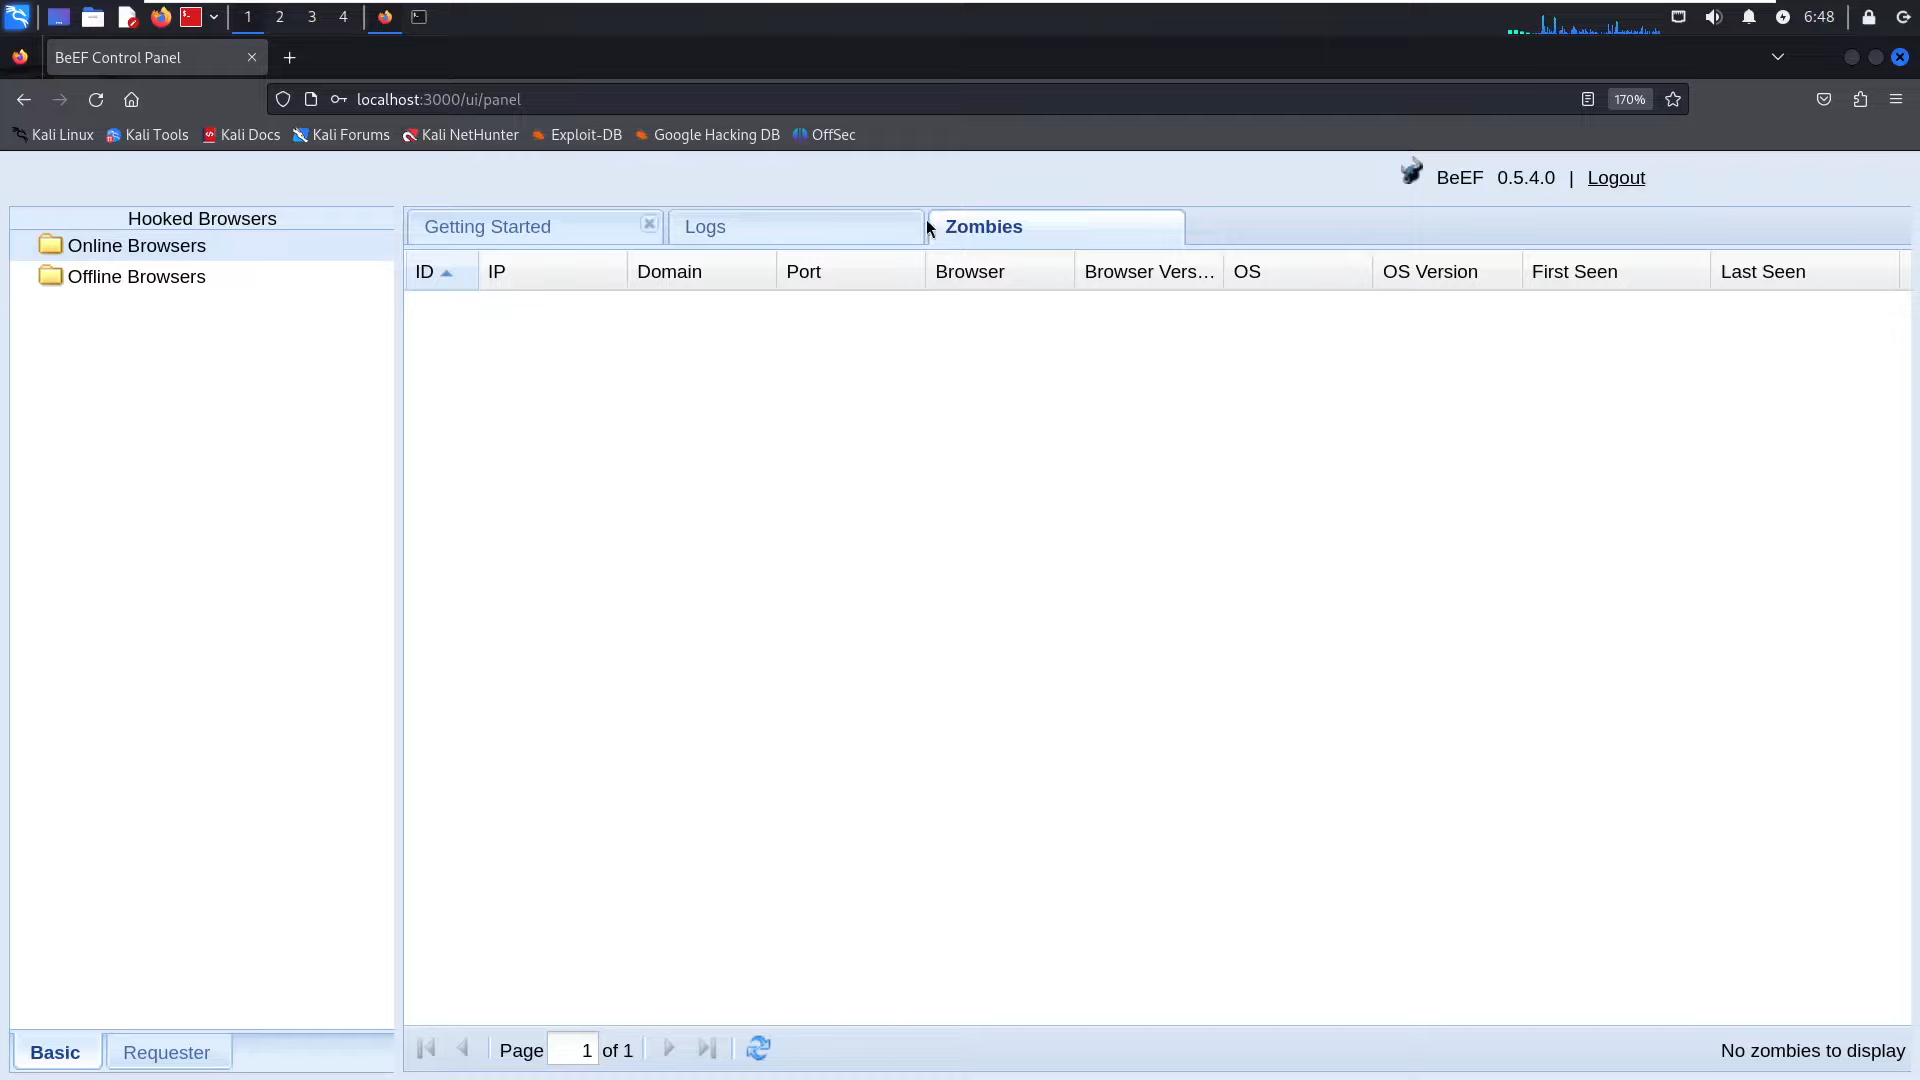 1 2 3 4 6:48
BeEF Control Panel
localhost:3000/ui/panel 170%
Kali Linux Kali Tools Kali Docs Kali Forums Kali NetHunter Exploit-DB Google Hacking DB OffSec
BeEF 0.5.4.0 | Logout
Hooked Browsers
Online Browsers
Offline Browsers
Getting Started Logs Zombies
ID IP Domain Port Browser Browser Vers... OS OS Version First Seen Last Seen
Basic Requester
Page 1 of 1 No zombies to display